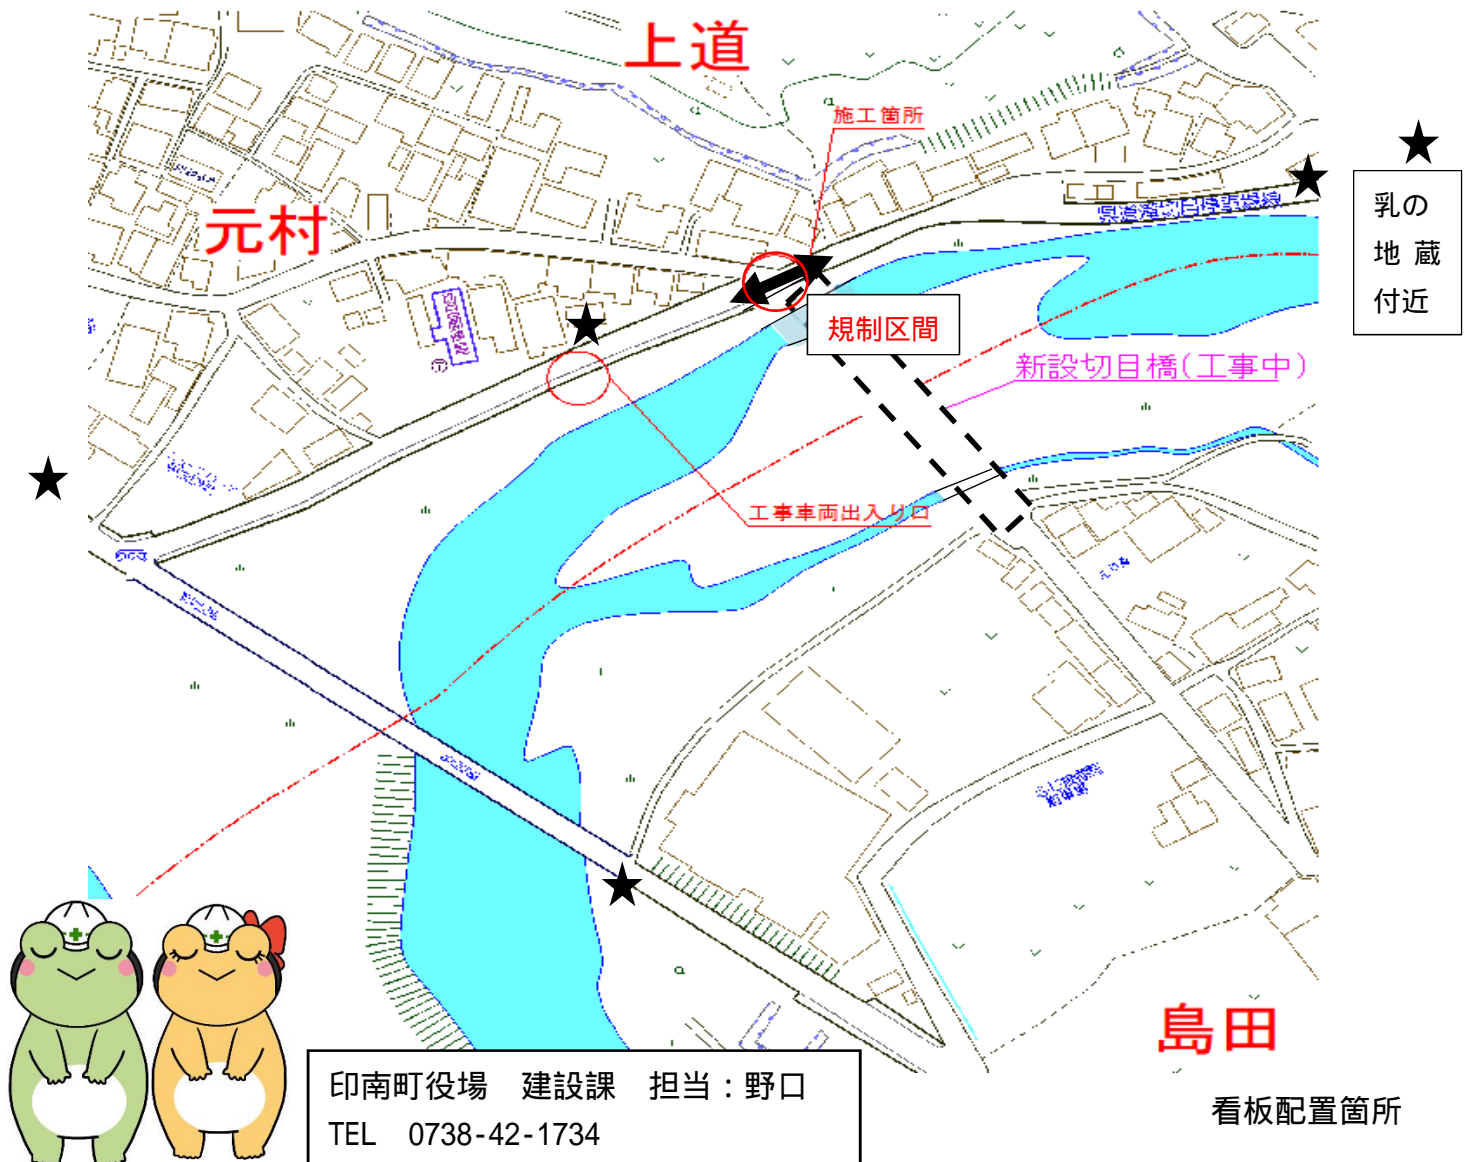 上道
施工箇所
元村
乳の
地蔵
付近
規制区間
新設切目橋(工事中)
工事車両出入り口
島田
看板配置箇所
印南町役場　建設課　担当：野口
TEL　0738-42-1734